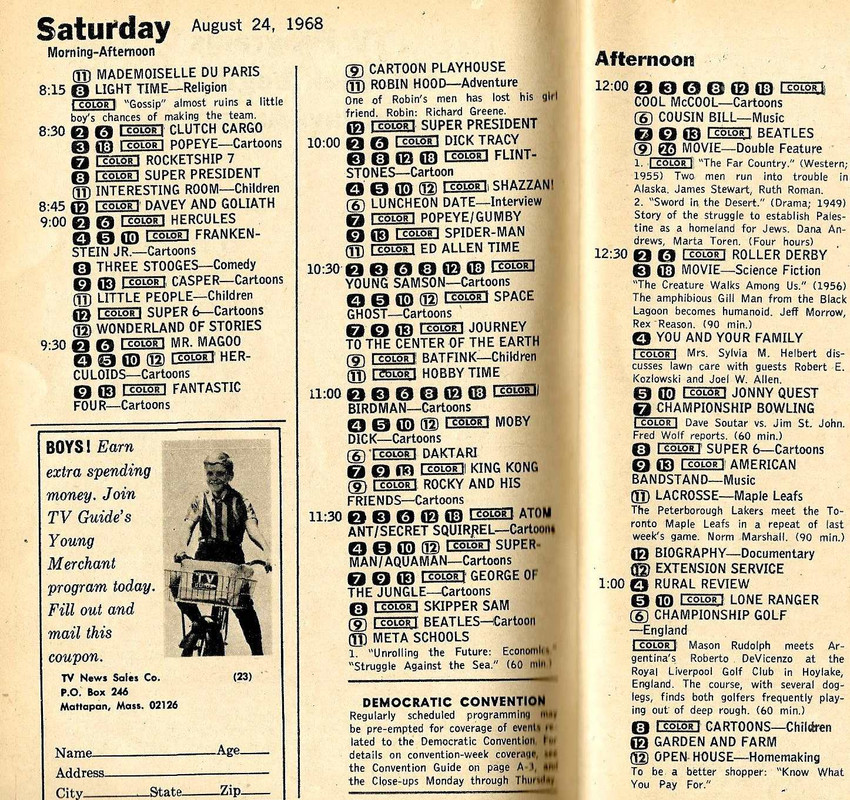 Saturday August 24, 1968
Morning-Afternoon
11 MADEMOISELLE DU PARIS
8:15 8 LIGHT TIME—Religion
COLOR "Gossip" almost ruins a little
boy's chances of making the team.
8:30 2 6 COLOR CLUTCH CARGO
3 18 COLOR POPEYE—Cartoons
7 COLOR ROCKETSHIP 7
8 COLOR SUPER PRESIDENT
11 INTERESTING ROOM—Children
8:45 12 COLOR DAVEY AND GOLIATH
9:00 2 6 COLOR HERCULES
4 5 10 COLOR FRANKEN-
STEIN JR.—Cartoons
8 THREE STOOGES—Comedy
9 13 COLOR CASPER—Cartoons
11 LITTLE PEOPLE—Children
12 COLOR SUPER 6—Cartoons
12 WONDERLAND OF STORIES
9:30 2 6 COLOR MR. MAGOO
4 5 10 12 COLOR HER-
CULOIDS—Cartoons
9 13 COLOR FANTASTIC
FOUR—Cartoons
BOYS! Earn
extra spending
money. Join
TV Guide's
Young
Merchant
program today.
Fill out and
mail this
coupon.
TV
TV News Sales Co. (23)
P.O. Box 246
Mattapan, Mass. 02126
Name Age
Address
City State Zip
9 CARTOON PLAYHOUSE
11 ROBIN HOOD—Adventure
One of Robin's men has lost his girl
friend. Robin: Richard Greene.
12 COLOR SUPER PRESIDENT
10:00 2 6 COLOR DICK TRACY
3 8 12 18 COLOR FLINT-
STONES—Cartoon
4 5 10 12 COLOR SHAZZAN!
6 LUNCHEON DATE—Interview
7 COLOR POPEYE/GUMBY
9 13 COLOR SPIDER-MAN
11 COLOR ED ALLEN TIME
10:30 2 3 6 8 12 18 COLOR
YOUNG SAMSON—Cartoons
4 5 10 12 COLOR SPACE
GHOST—Cartoons
7 9 13 COLOR JOURNEY
TO THE CENTER OF THE EARTH
9 COLOR BATFINK—Children
11 COLOR HOBBY TIME
11:00 2 3 6 8 12 18 COLOR
BIRDMAN—Cartoons
4 5 10 12 COLOR MOBY
DICK—Cartoons
6 COLOR DAKTARI
7 9 13 COLOR KING KONG
9 COLOR ROCKY AND HIS
FRIENDS—Cartoons
11:30 2 3 6 12 18 COLOR ATOM
ANT/SECRET SQUIRREL—Cartoons
4 5 10 12 COLOR SUPER-
MAN/AQUAMAN—Cartoons
7 9 13 COLOR GEORGE OF
THE JUNGLE—Cartoons
8 COLOR SKIPPER SAM
9 COLOR BEATLES—Cartoon
11 META SCHOOLS
1. "Unrolling the Future: Economics"
"Struggle Against the Sea." (60 min.)
DEMOCRATIC CONVENTION
Regularly scheduled programming may
be pre-empted for coverage of events re-
lated to the Democratic Convention. For
details on convention-week coverage, see
the Convention Guide on page A-3, and
the Close-ups Monday through Thursday.
Afternoon
12:00 2 3 6 8 12 18 COLOR
COOL McCOOL—Cartoons
6 COUSIN BILL—Music
7 9 13 COLOR BEATLES
9 26 MOVIE—Double Feature
1. COLOR "The Far Country." (Western;
1955) Two men run into trouble in
Alaska. James Stewart, Ruth Roman.
2. "Sword in the Desert." (Drama; 1949)
Story of the struggle to establish Pales-
tine as a homeland for Jews. Dana An-
drews, Marta Toren. (Four hours)
12:30 2 6 COLOR ROLLER DERBY
3 18 MOVIE—Science Fiction
"The Creature Walks Among Us." (1956)
The amphibious Gill Man from the Black
Lagoon becomes humanoid. Jeff Morrow,
Rex Reason. (90 min.)
4 YOU AND YOUR FAMILY
COLOR Mrs. Sylvia M. Helbert dis-
cusses lawn care with guests Robert E.
Kozlowski and Joel W. Allen.
5 10 COLOR JONNY QUEST
7 CHAMPIONSHIP BOWLING
COLOR Dave Soutar vs. Jim St. John.
Fred Wolf reports. (60 min.)
8 COLOR SUPER 6—Cartoons
9 13 COLOR AMERICAN
BANDSTAND—Music
11 LACROSSE—Maple Leafs
The Peterborough Lakers meet the To-
ronto Maple Leafs in a repeat of last
week's game. Norm Marshall. (90 min.)
12 BIOGRAPHY—Documentary
12 EXTENSION SERVICE
1:00 4 RURAL REVIEW
5 10 COLOR LONE RANGER
6 CHAMPIONSHIP GOLF
—England
COLOR Mason Rudolph meets Ar-
gentina's Roberto DeVicenzo at the
Royal Liverpool Golf Club in Hoylake,
England. The course, with several dog-
legs, finds both golfers frequently play-
ing out of deep rough. (60 min.)
8 COLOR CARTOONS—Children
12 GARDEN AND FARM
12 OPEN HOUSE—Homemaking
To be a better shopper: "Know What
You Pay For."